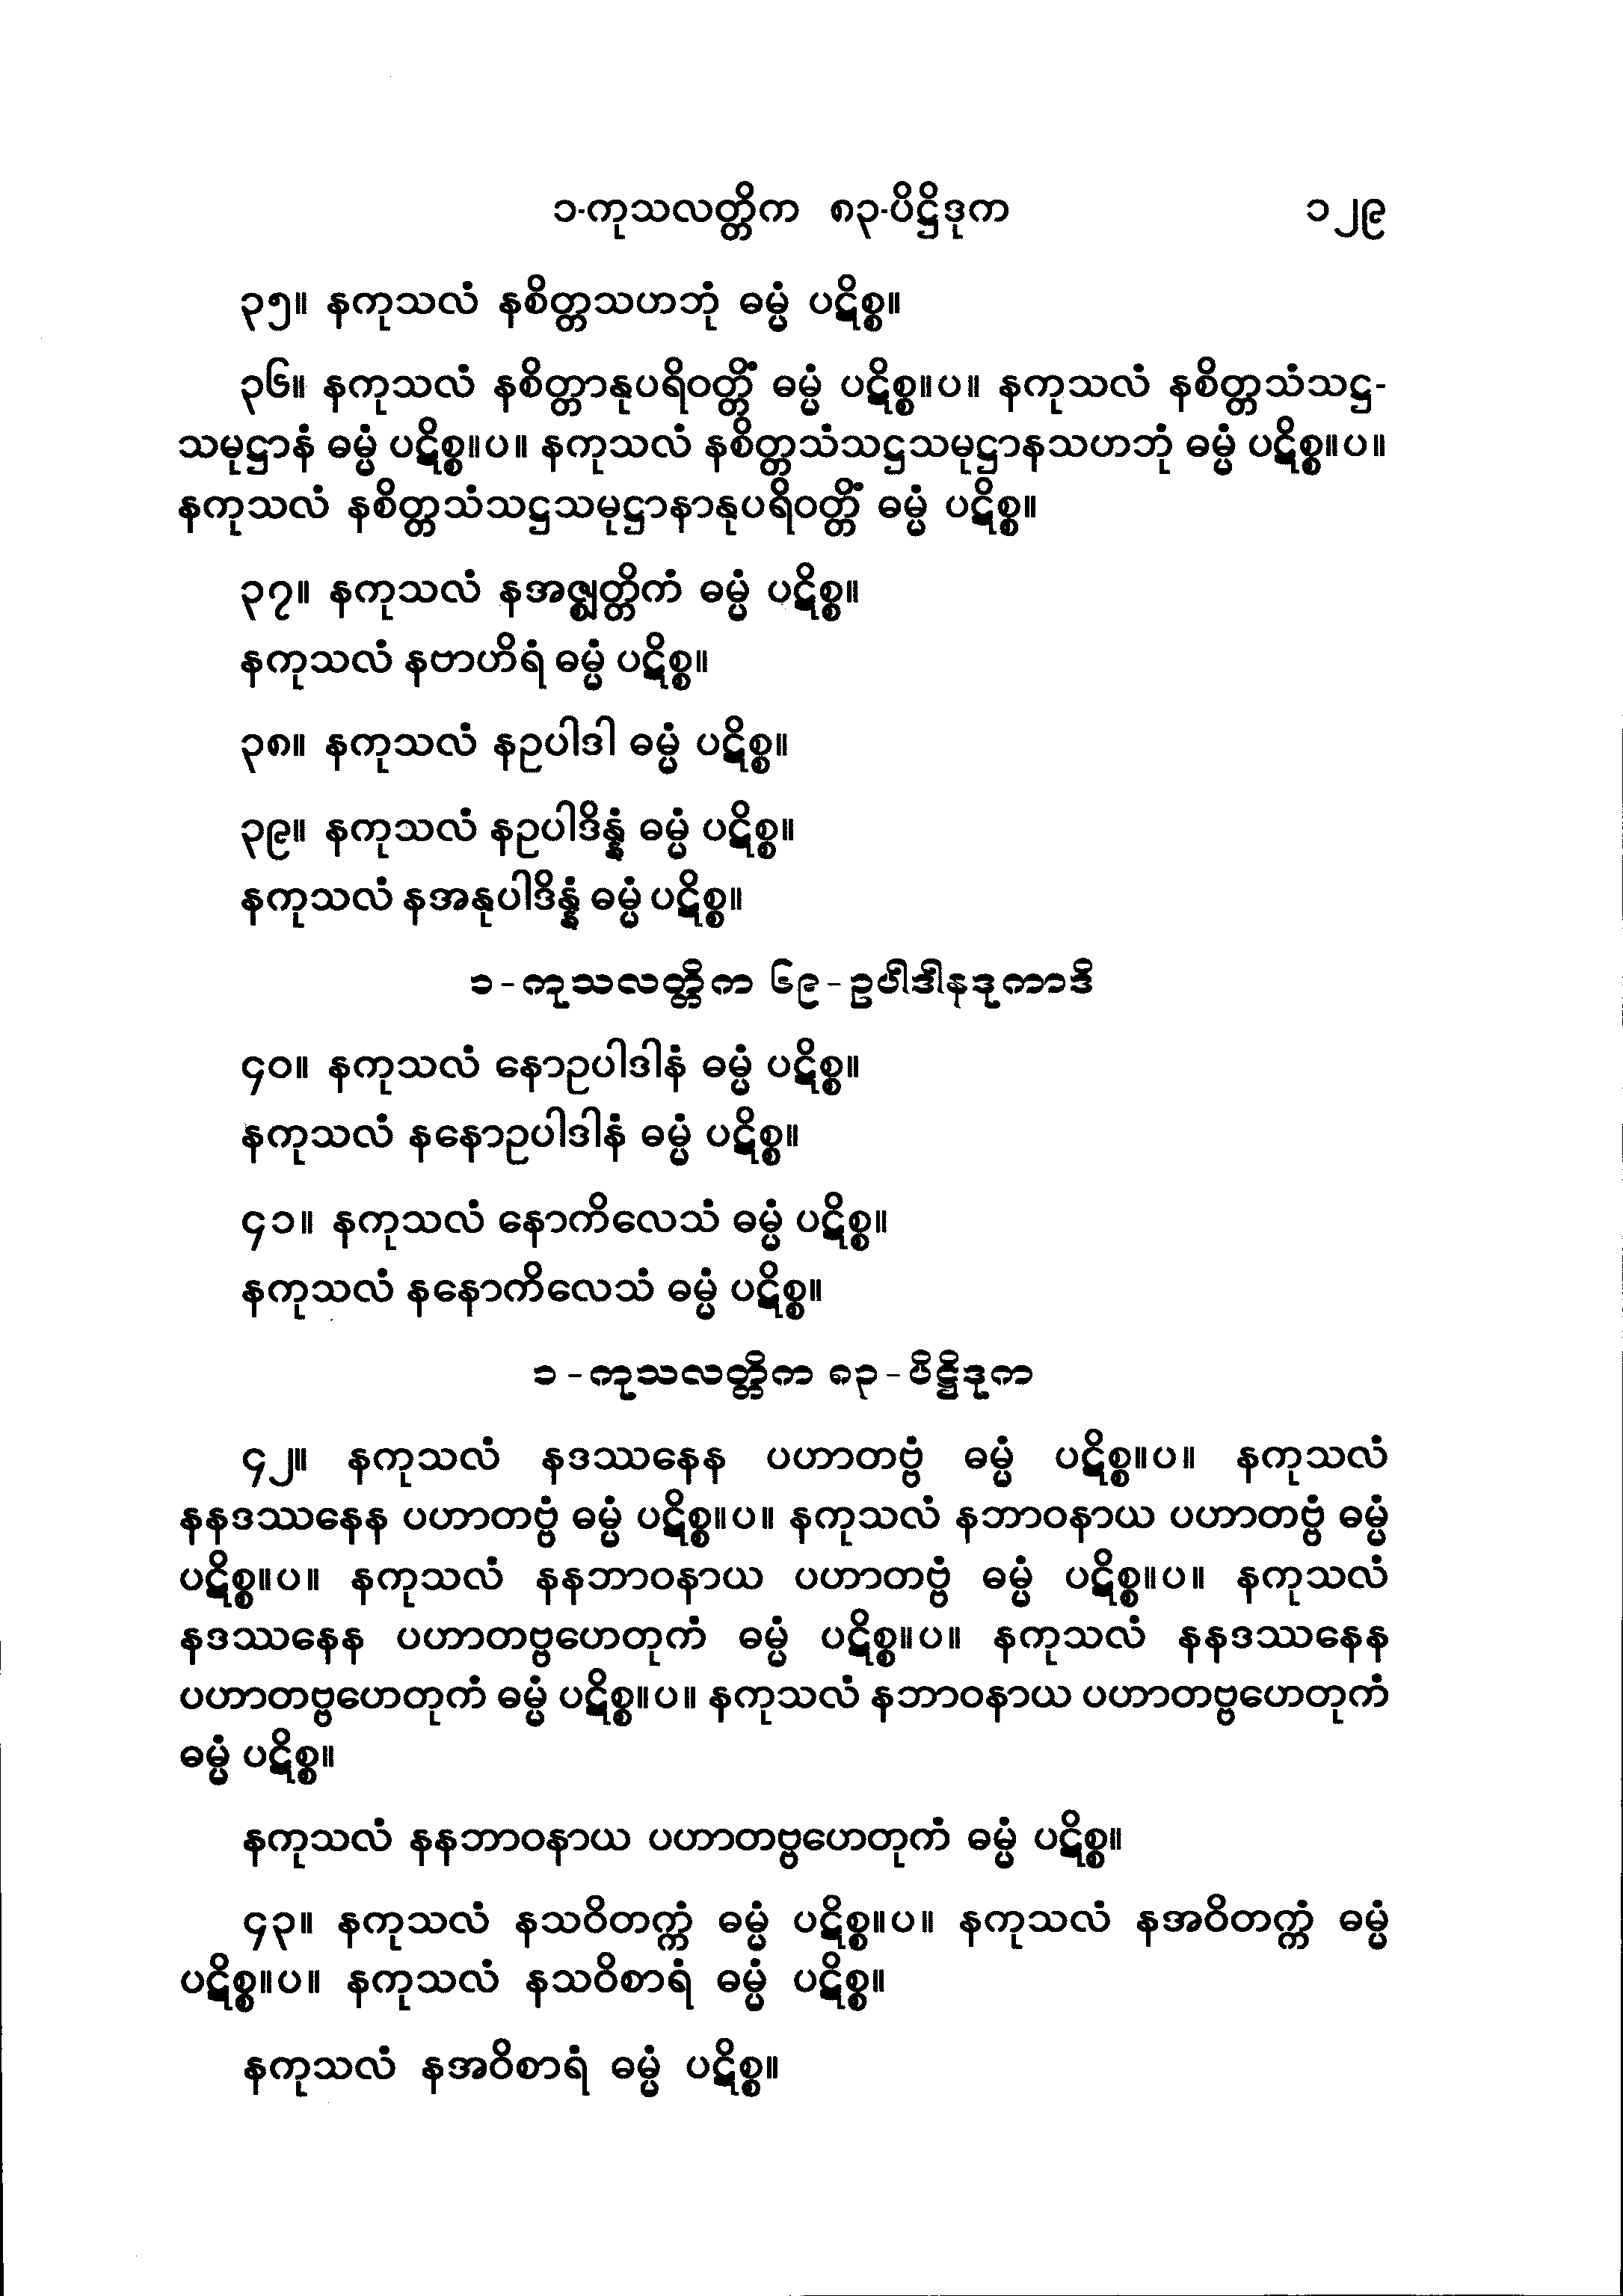 ၁-ကုသလတ္တိက ၈၃-ပိဋ္ဌိဒုက ၁၂၉
၃၅။ နကုသလံ နစိတ္တသဟဘုံ ဓမ္မံ ပဋိစ္စ။
၃၆။ နကုသလံ နစိတ္တာနုပရိဝတ္တိံ ဓမ္မံ ပဋိစ္စ။ပ။ နကုသလံ နစိတ္တသံသဋ္ဌ-
သမုဋ္ဌာနံ ဓမ္မံ ပဋိစ္စ။ပ။ နကုသလံ နစိတ္တသံသဋ္ဌသမုဋ္ဌာနသဟဘုံ ဓမ္မံ ပဋိစ္စ။ပ။
နကုသလံ နစိတ္တသံသဋ္ဌသမုဋ္ဌာနာနုပရိဝတ္တိံ ဓမ္မံ ပဋိစ္စ။
၃၇။ နကုသလံ နအဇ္ဈတ္တိကံ ဓမ္မံ ပဋိစ္စ။
နကုသလံ နဗာဟိရံ ဓမ္မံ ပဋိစ္စ။
၃၈။ နကုသလံ နဥပါဒါ ဓမ္မံ ပဋိစ္စ။
၃၉။ နကုသလံ နဥပါဒိန္နံ ဓမ္မံ ပဋိစ္စ။
နကုသလံ နအနုပါဒိန္နံ ဓမ္မံ ပဋိစ္စ။
၁-ကုသလတ္တိက ၆၉-ဥပါဒါနဒုကာဒိ
၄၀။ နကုသလံ နောဥပါဒါနံ ဓမ္မံ ပဋိစ္စ။
နကုသလံ နနောဥပါဒါနံ ဓမ္မံ ပဋိစ္စ။
၄၁။ နကုသလံ နောကိလေသံ ဓမ္မံ ပဋိစ္စ။
နကုသလံ နနောကိလေသံ ဓမ္မံ ပဋိစ္စ။
၁-ကုသလတ္တိက ၈၃-ပိဋ္ဌိဒုက
၄၂။ နကုသလံ နဒဿနေန ပဟာတဗ္ဗံ ဓမ္မံ ပဋိစ္စ။ပ။ နကုသလံ
နနဒဿနေန ပဟာတဗ္ဗံ ဓမ္မံ ပဋိစ္စ။ပ။ နကုသလံ နဘာဝနာယ ပဟာတဗ္ဗံ ဓမ္မံ
ပဋိစ္စ။ပ။ နကုသလံ နနဘာဝနာယ ပဟာတဗ္ဗံ ဓမ္မံ ပဋိစ္စ။ပ။ နကုသလံ
နဒဿနေန ပဟာတဗ္ဗဟေတုကံ ဓမ္မံ ပဋိစ္စ။ပ။ နကုသလံ နနဒဿနေန
ပဟာတဗ္ဗဟေတုကံ ဓမ္မံ ပဋိစ္စ။ပ။ နကုသလံ နဘာဝနာယ ပဟာတဗ္ဗဟေတုကံ
ဓမ္မံ ပဋိစ္စ။
နကုသလံ နနဘာဝနာယ ပဟာတဗ္ဗဟေတုကံ ဓမ္မံ ပဋိစ္စ။
၄၃။ နကုသလံ နသဝိတက္ကံ ဓမ္မံ ပဋိစ္စ။ပ။ နကုသလံ နအဝိတက္ကံ ဓမ္မံ
ပဋိစ္စ။ပ။ နကုသလံ နသဝိစာရံ ဓမ္မံ ပဋိစ္စ။
နကုသလံ နအဝိစာရံ ဓမ္မံ ပဋိစ္စ။